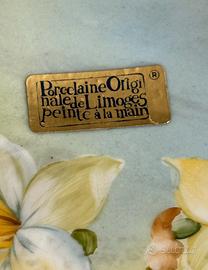 Porcelaine Origi
nale de Limoges
peinte à la main
®